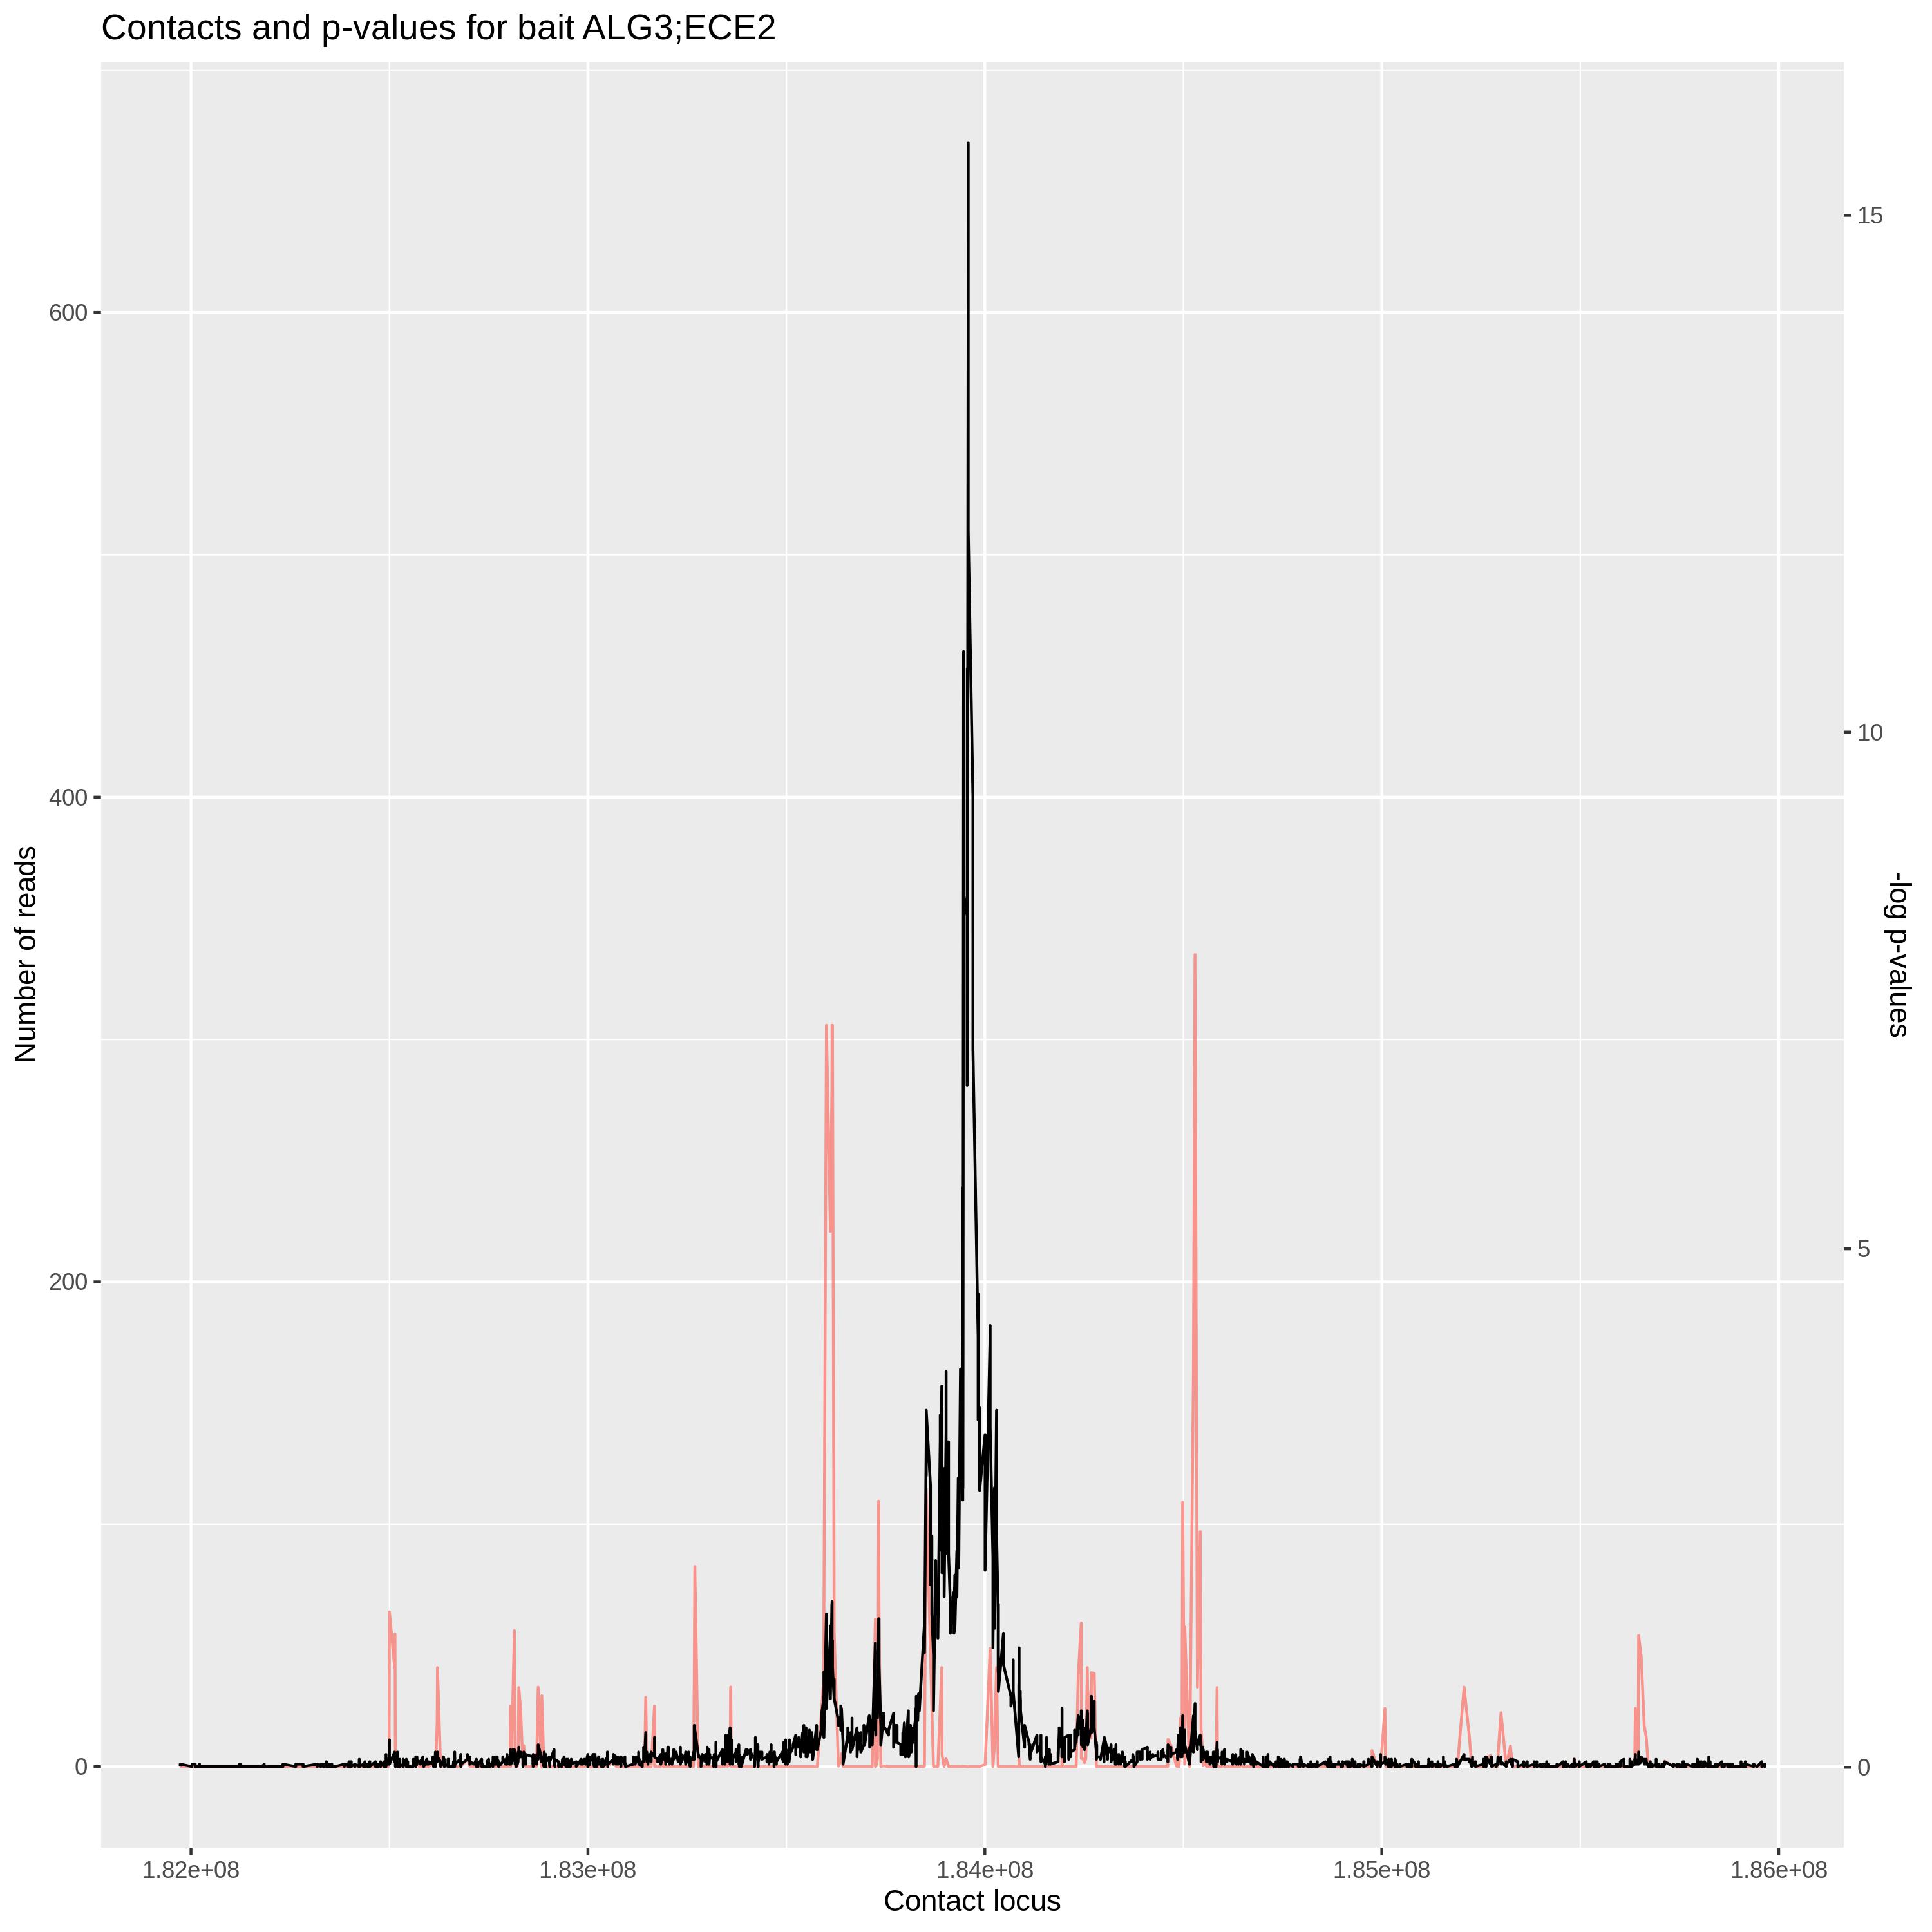 Contacts and p-values for bait ALG3;ECE2
600
400
200
0
Number of reads
15
10
5
0
-log p-values
1.82e+08
1.83e+08
1.84e+08
1.85e+08
1.86e+08
Contact locus